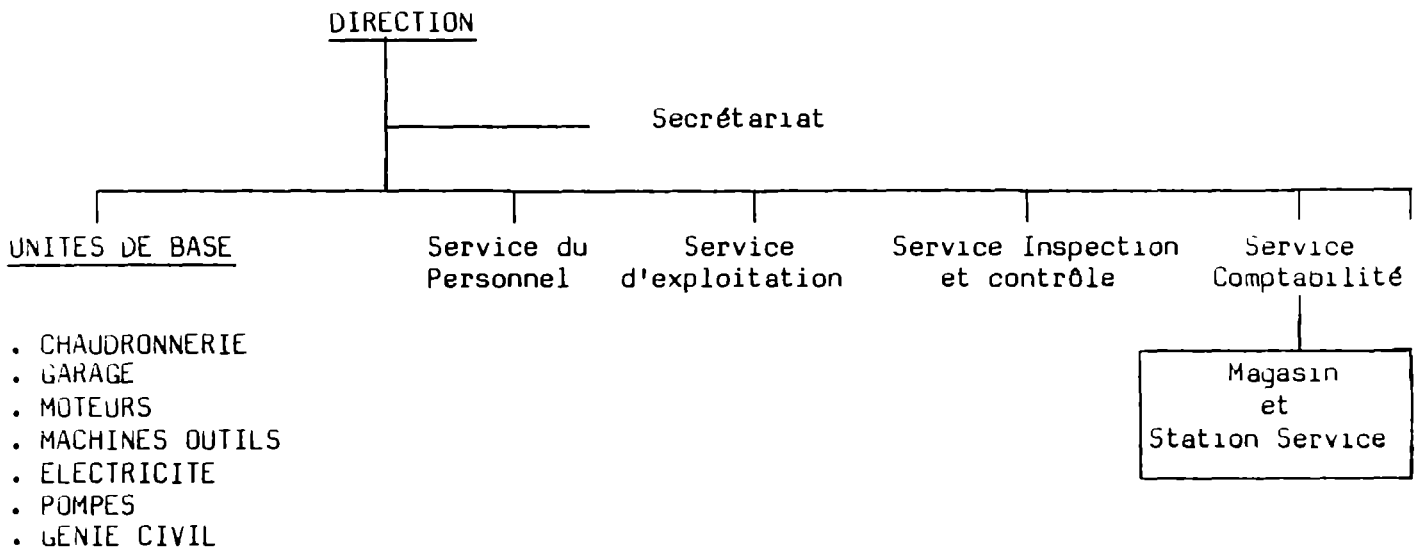 DIRECTION
Secrétariat
UNITES DE BASE
Service du
Personnel
Service
d'exploitation
Service Inspection
et contrôle
Service
Comptabilité
. CHAUDRONNERIE
. GARAGE
. MOTEURS
. MACHINES OUTILS
. ELECTRICITE
. POMPES
. GENIE CIVIL
Magasin
et
Station Service